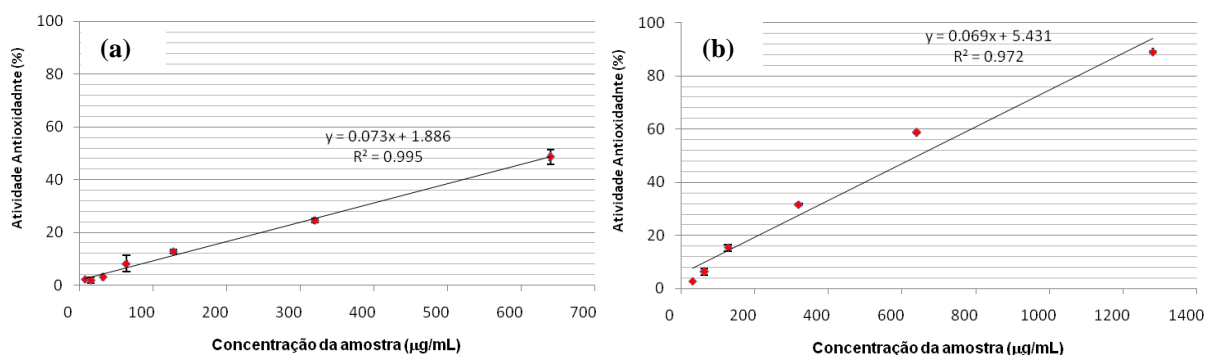 (a)
Atividade Antioxidadnte (%)
100
80
60
40
20
0
y = 0.073x + 1.886
R² = 0.995
0 100 200 300 400 500 600 700
Concentração da amostra (µg/mL)
(b)
Atividade Antioxidadnte (%)
100
80
60
40
20
0
y = 0.069x + 5.431
R² = 0.972
0 200 400 600 800 1000 1200 1400
Concentração da amostra (µg/mL)